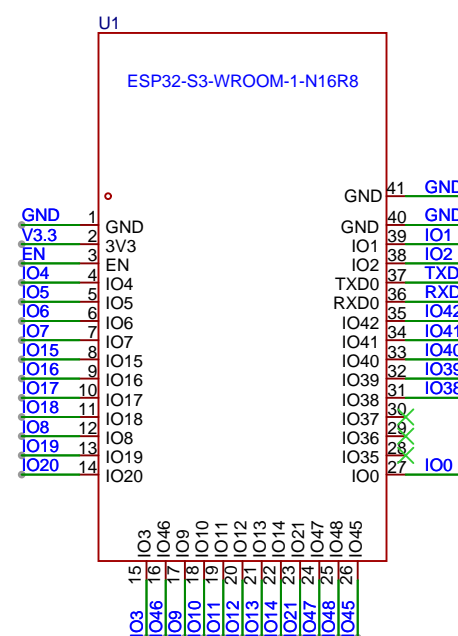 U1
ESP32-S3-WROOM-1-N16R8
GND 41 GND
GND 1 GND GND 40 GND
V3.3 2 3V3 IO1 39 IO1
EN 3 EN IO2 38 IO2
IO4 4 IO4 TXD0 37 TXD
IO5 5 IO5 RXD0 36 RXD
IO6 6 IO6 IO42 35 IO42
IO7 7 IO7 IO41 34 IO41
IO15 8 IO15 IO40 33 IO40
IO16 9 IO16 IO39 32 IO39
IO17 10 IO17 IO38 31 IO38
IO18 11 IO18 IO37 30
IO8 12 IO8 IO36 29
IO19 13 IO19 IO35 28
IO20 14 IO20 IO0 27 IO0
IO3 IO46 IO9 IO10 IO11 IO12 IO13 IO14 IO21 IO47 IO48 IO45
15 16 17 18 19 20 21 22 23 24 25 26
IO3 IO46 IO9 IO10 IO11 IO12 IO13 IO14 IO21 IO47 IO48 IO45